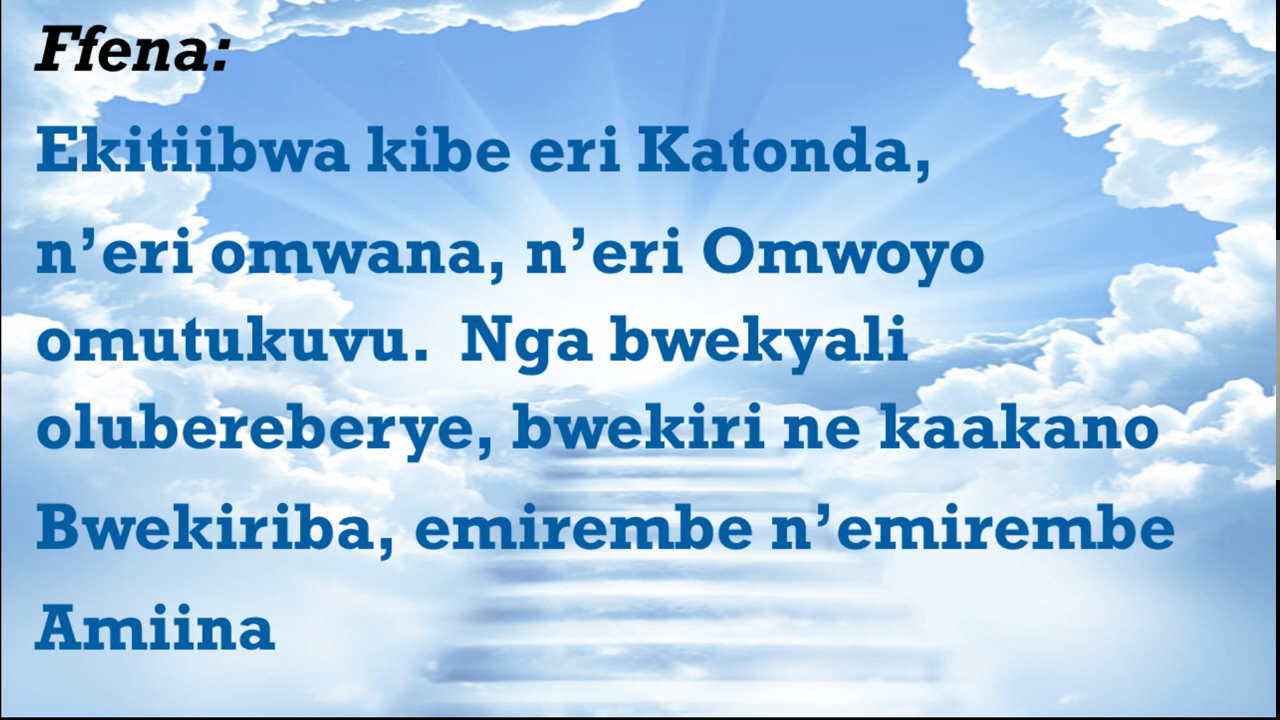 Ffena:
Ekitiibwa kibe eri Katonda,
n’eri omwana, n’eri Omwoyo
omutukuvu.  Nga bwekyali
olubereberye, bwekiri ne kaakano
Bwekiriba, emirembe n’emirembe
Amiina